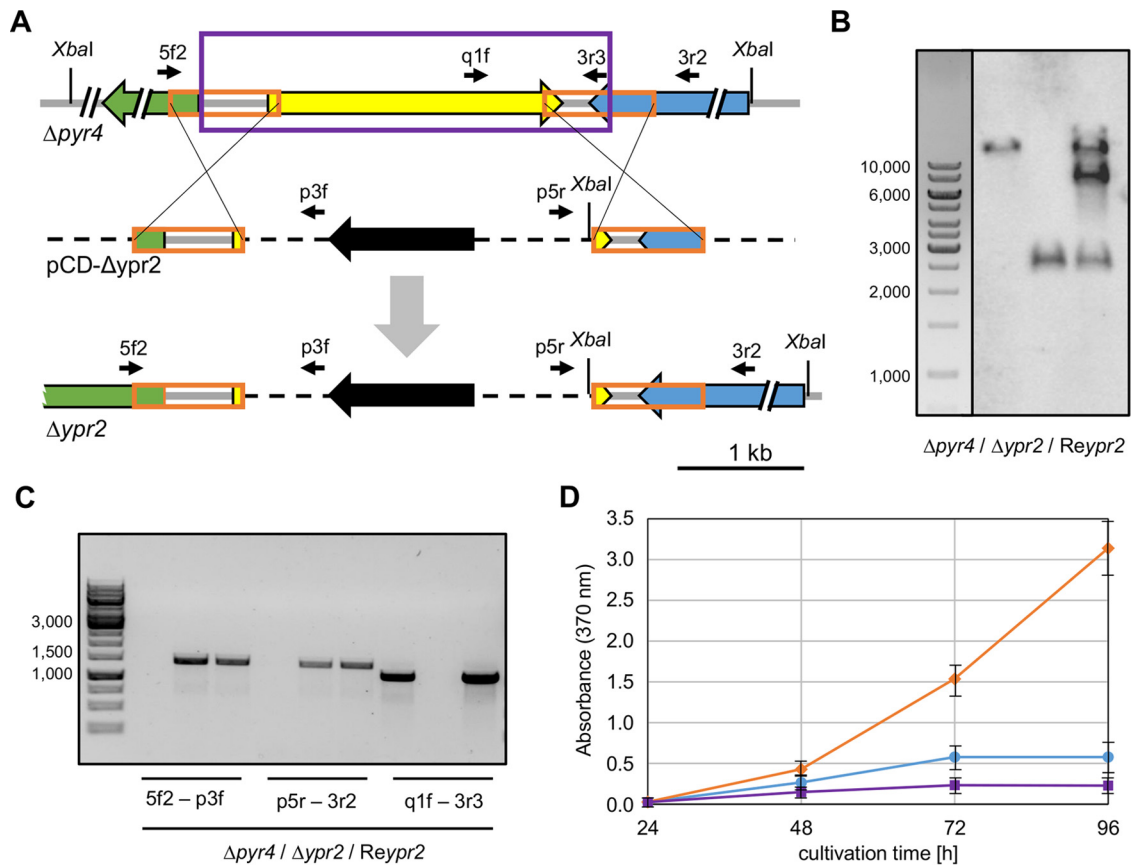 A
XbaI
5f2
q1f
3r3
3r2
XbaI
Δpyr4
p3f
p5r
XbaI
pCD-Δypr2
5f2
p3f
p5r
XbaI
3r2
XbaI
Δypr2
1 kb
B
10,000
6,000
3,000
2,000
1,000
Δpyr4 / Δypr2 / Reypr2
C
3,000
1,500
1,000
5f2 – p3f
p5r – 3r2
q1f – 3r3
Δpyr4 / Δypr2 / Reypr2
D
Absorbance (370 nm)
3.5
3.0
2.5
2.0
1.5
1.0
0.5
0.0
24
48
72
96
cultivation time [h]